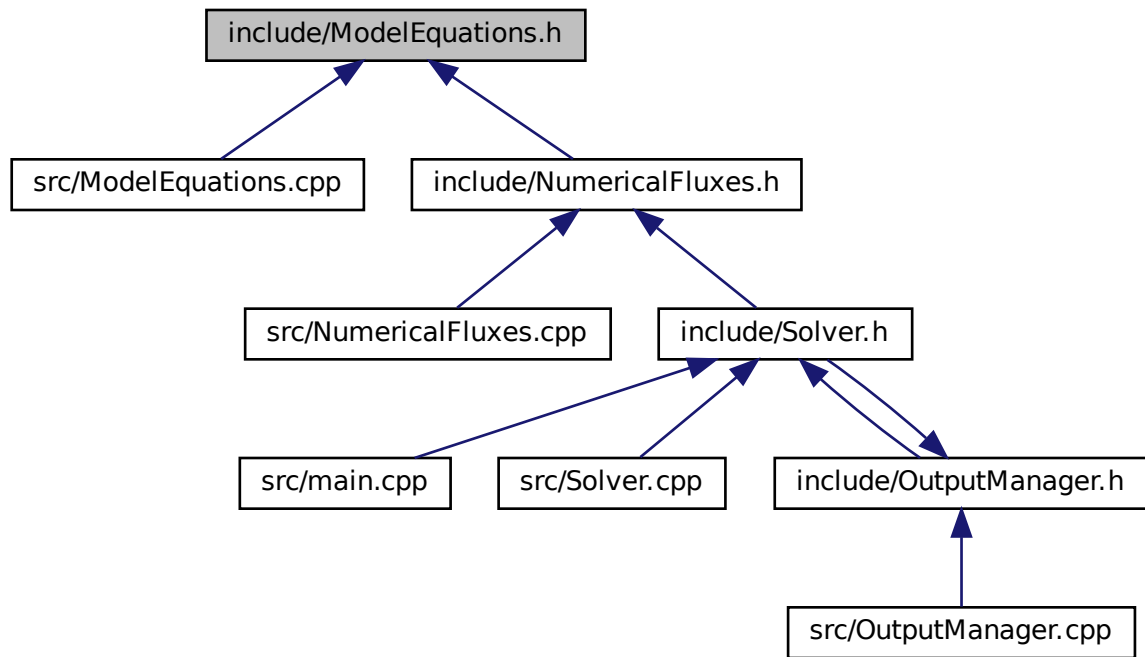 include/ModelEquations.h
src/ModelEquations.cpp
include/NumericalFluxes.h
src/NumericalFluxes.cpp
include/Solver.h
src/main.cpp
src/Solver.cpp
include/OutputManager.h
src/OutputManager.cpp